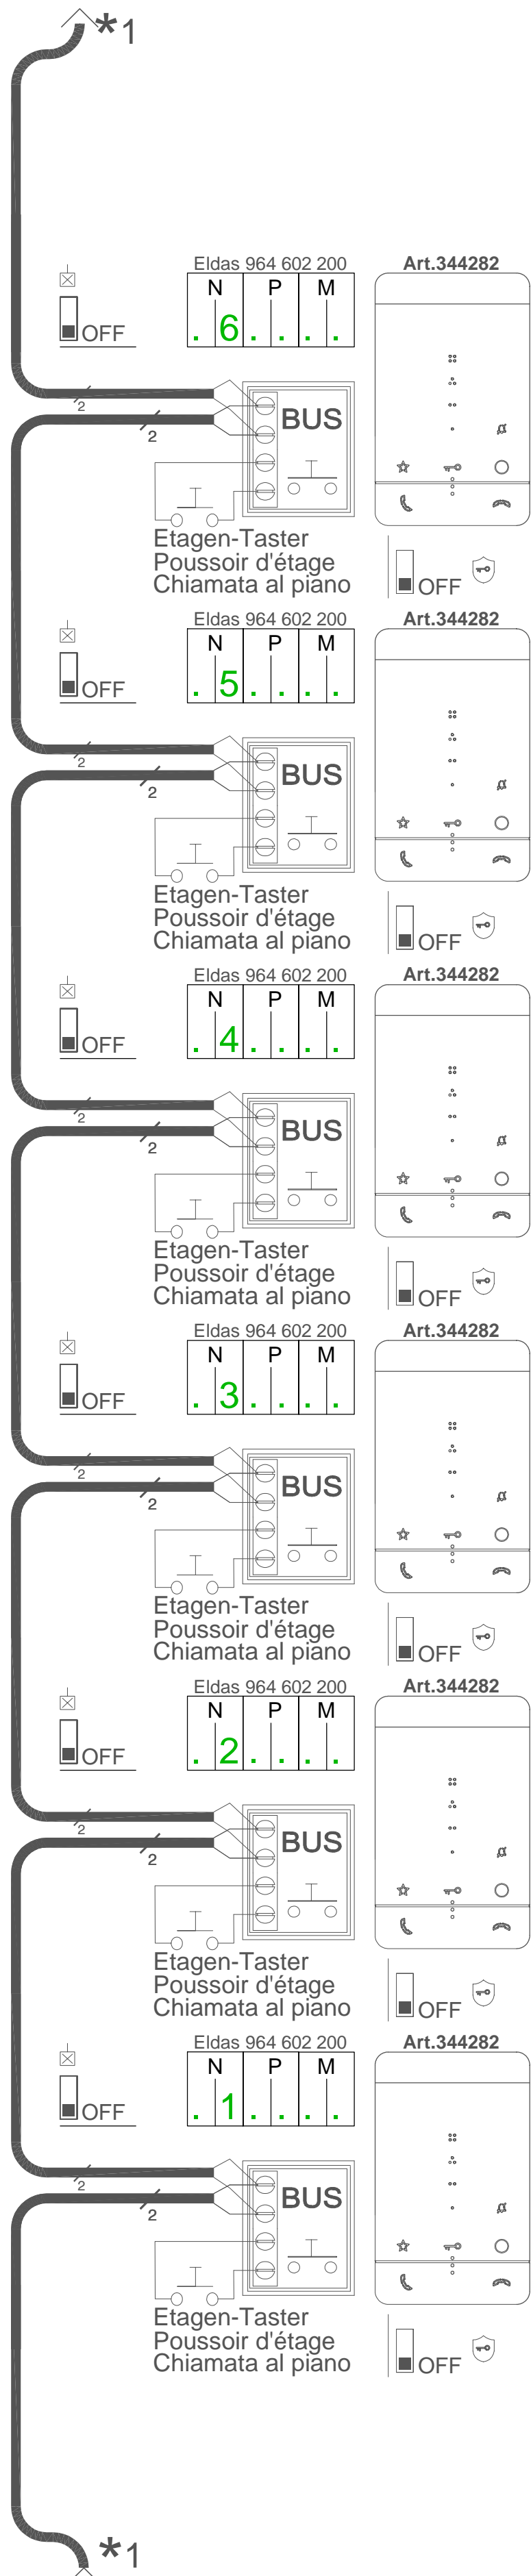 *1
Eldas 964 602 200 Art.344282
N P M
OFF . 6 . . . .
2
BUS
2
Etagen-Taster
Poussoir d'étage
Chiamata al piano
OFF
Eldas 964 602 200 Art.344282
N P M
OFF . 5 . . . .
2
BUS
2
Etagen-Taster
Poussoir d'étage
Chiamata al piano
OFF
Eldas 964 602 200 Art.344282
N P M
OFF . 4 . . . .
2
BUS
2
Etagen-Taster
Poussoir d'étage
Chiamata al piano
OFF
Eldas 964 602 200 Art.344282
N P M
OFF . 3 . . . .
2
BUS
2
Etagen-Taster
Poussoir d'étage
Chiamata al piano
OFF
Eldas 964 602 200 Art.344282
N P M
OFF . 2 . . . .
2
BUS
2
Etagen-Taster
Poussoir d'étage
Chiamata al piano
OFF
Eldas 964 602 200 Art.344282
N P M
OFF . 1 . . . .
2
BUS
2
Etagen-Taster
Poussoir d'étage
Chiamata al piano
OFF
*1